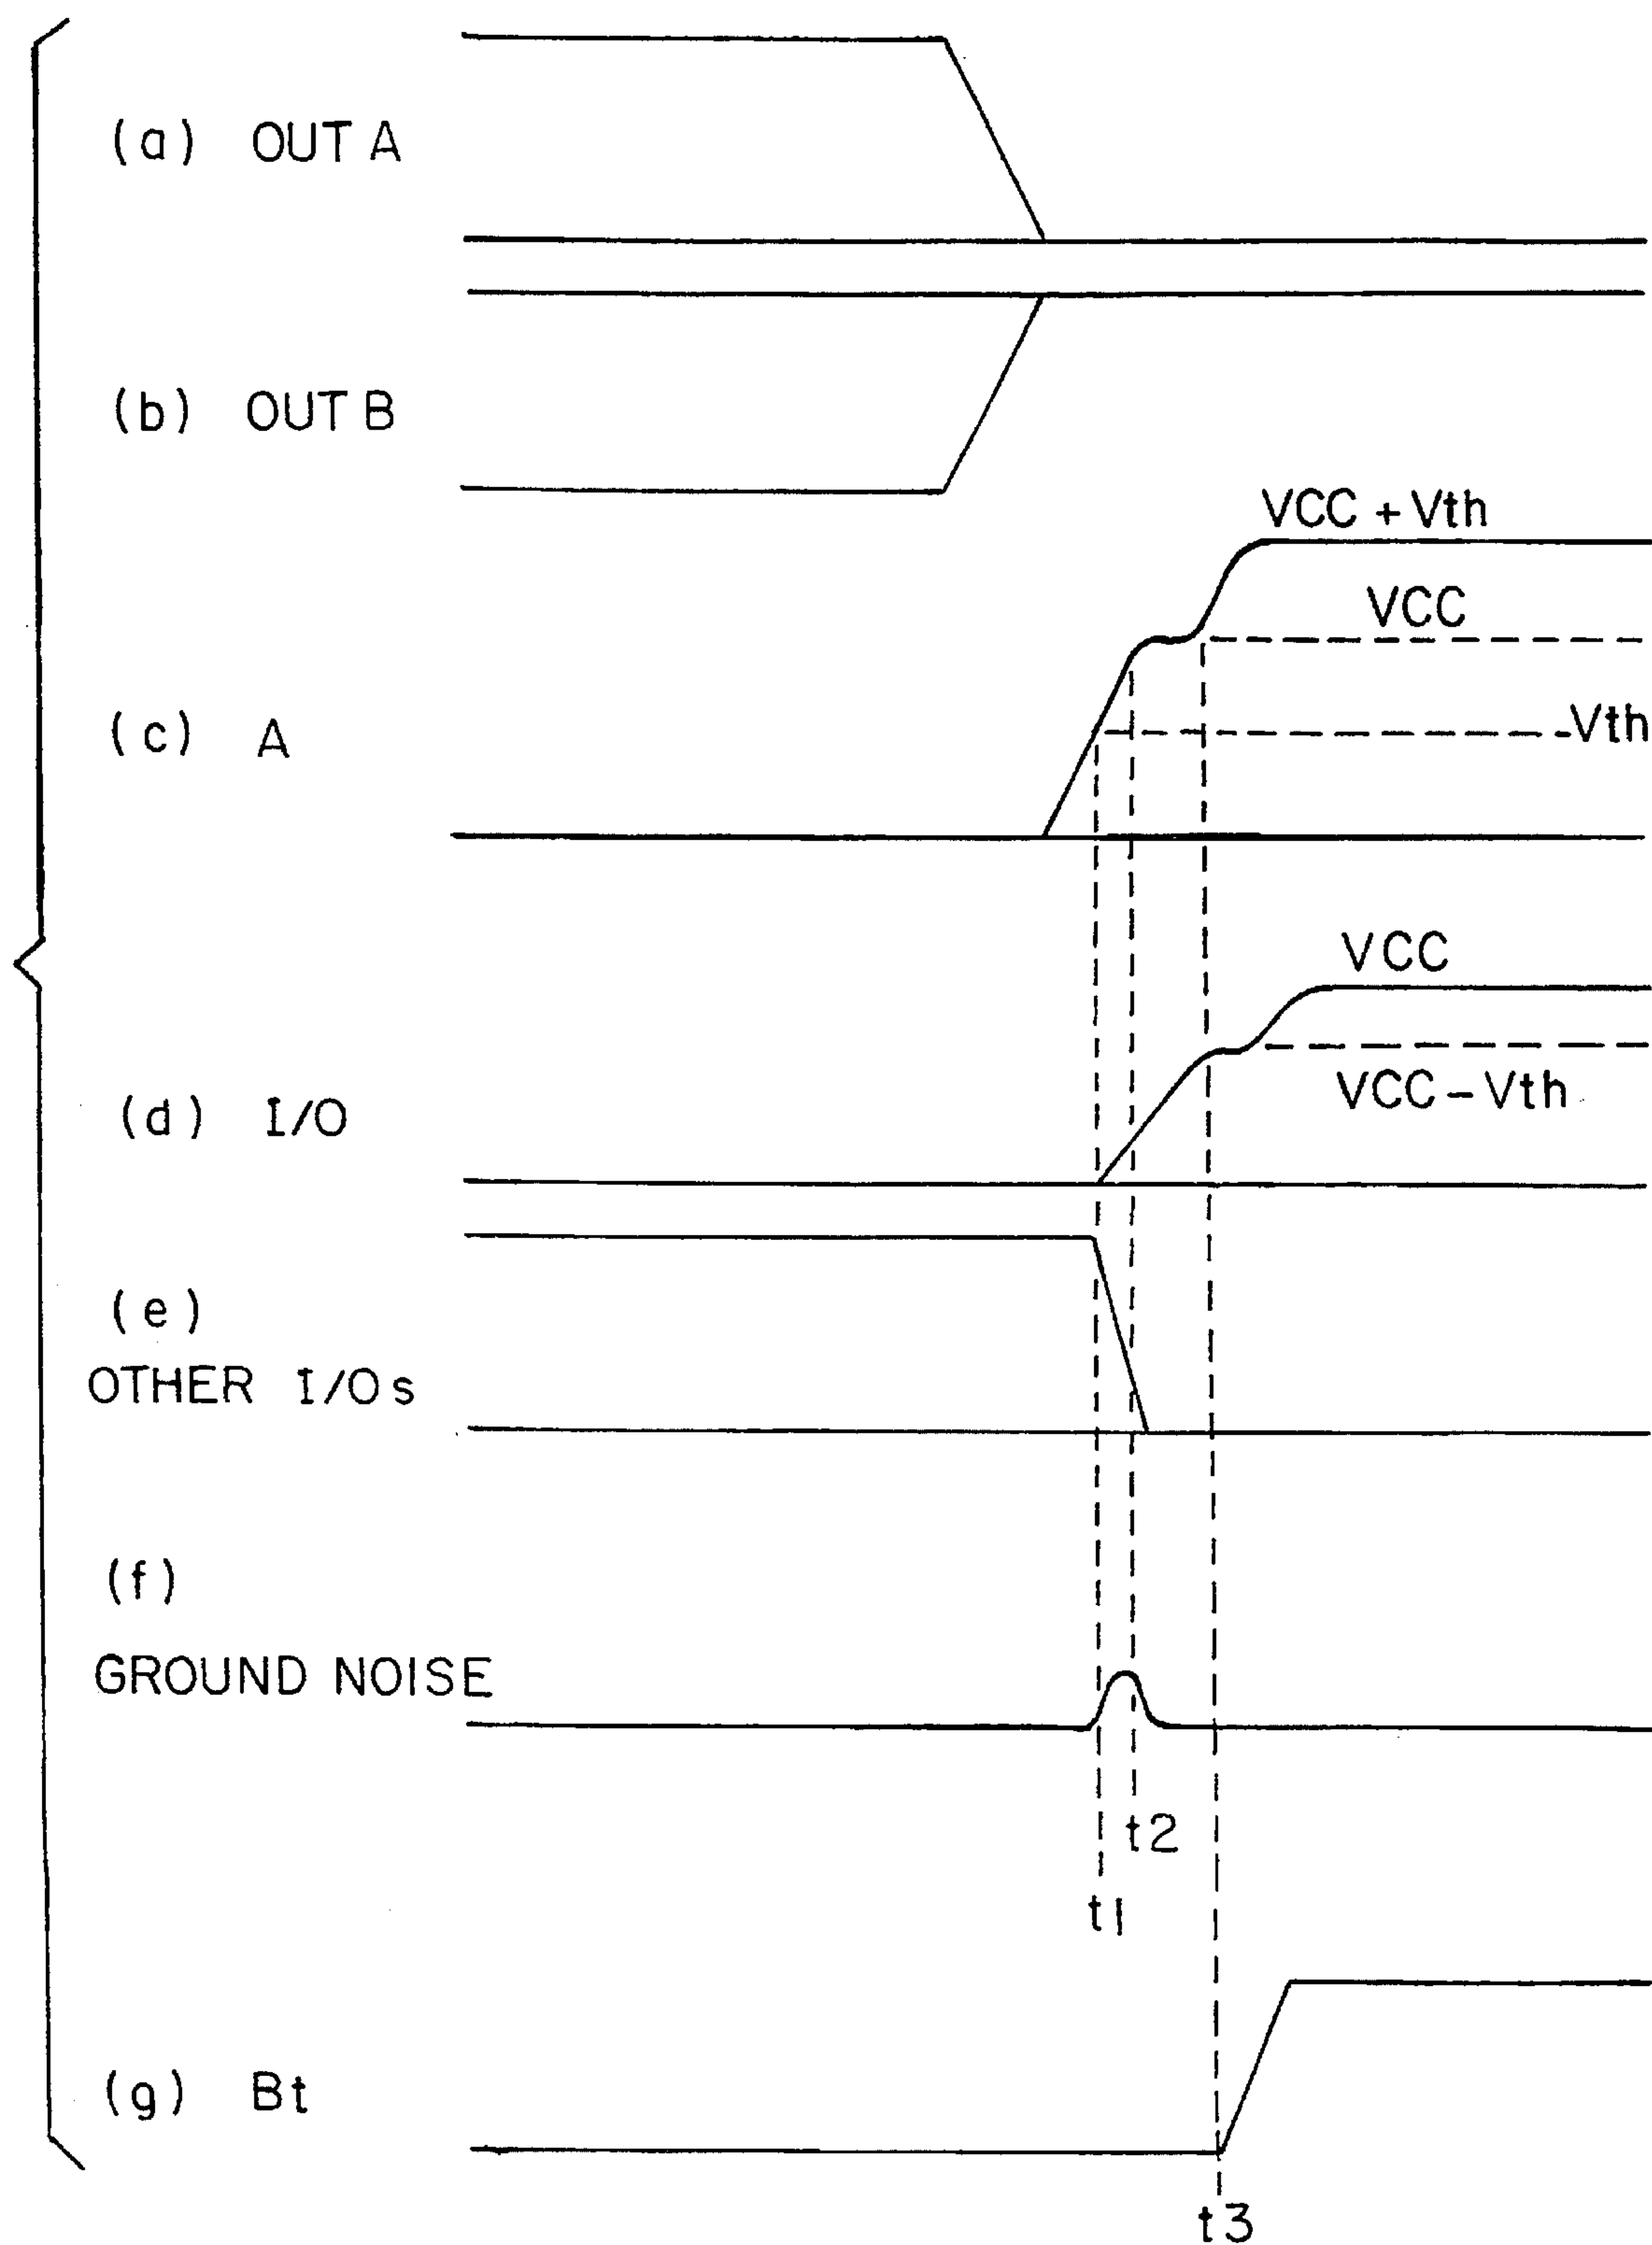 (a) OUT A
(b) OUT B
VCC + Vth
VCC
(c) A
Vth
VCC
(d) I/O
VCC - Vth
(e)
OTHER I/Os
(f)
GROUND NOISE
t2
t1
(g) Bt
t3